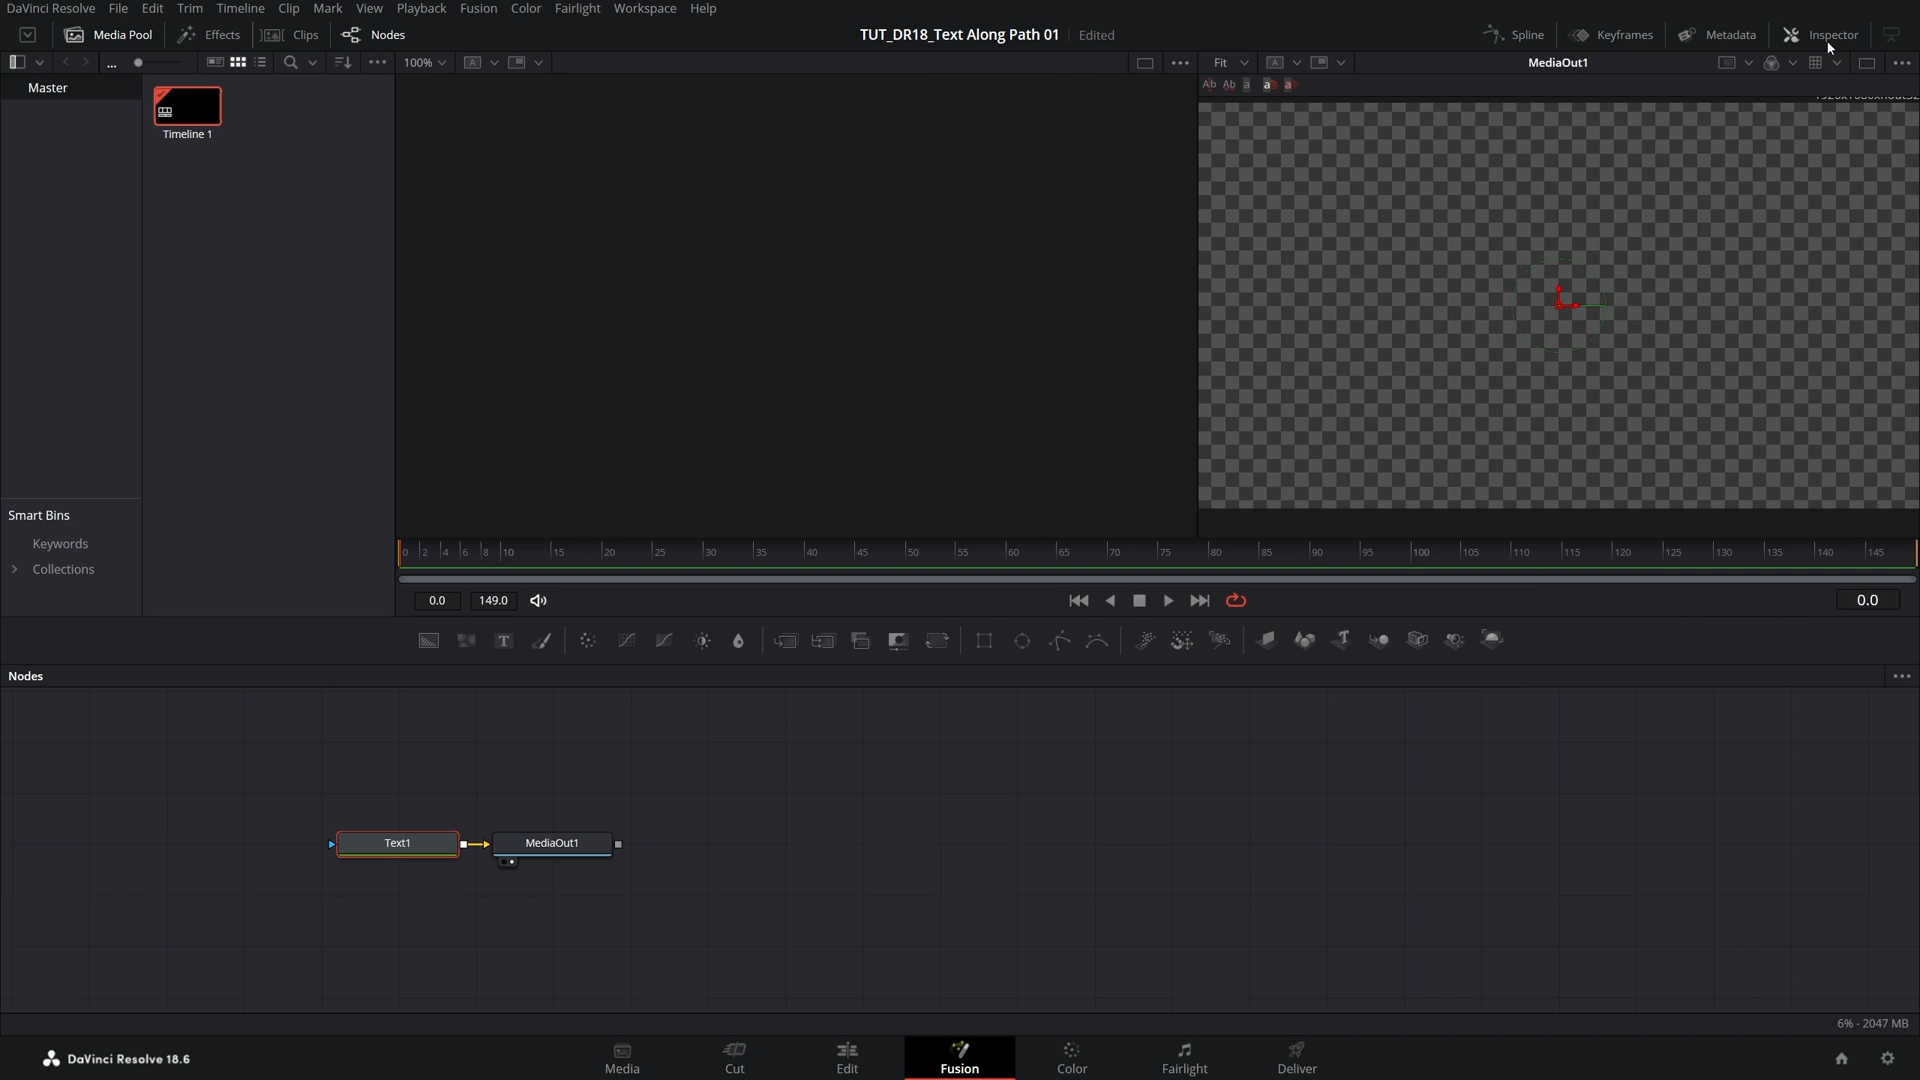 DaVinci Resolve File Edit Trim Timeline Clip Mark View Playback Fusion Color Fairlight Workspace Help
Media Pool Effects Clips Nodes TUT_DR18_Text Along Path 01 Edited Spline Keyframes Metadata Inspector
... 100% A Fit A MediaOut1
Master
Ab Ab a a a
Timeline 1
Smart Bins
Keywords
Collections
0 2 4 6 8 10 15 20 25 30 35 40 45 50 55 60 65 70 75 80 85 90 95 100 105 110 115 120 125 130 135 140 145
0.0 149.0 0.0
T
Nodes
Text1 MediaOut1
6% - 2047 MB
DaVinci Resolve 18.6 Media Cut Edit Fusion Color Fairlight Deliver